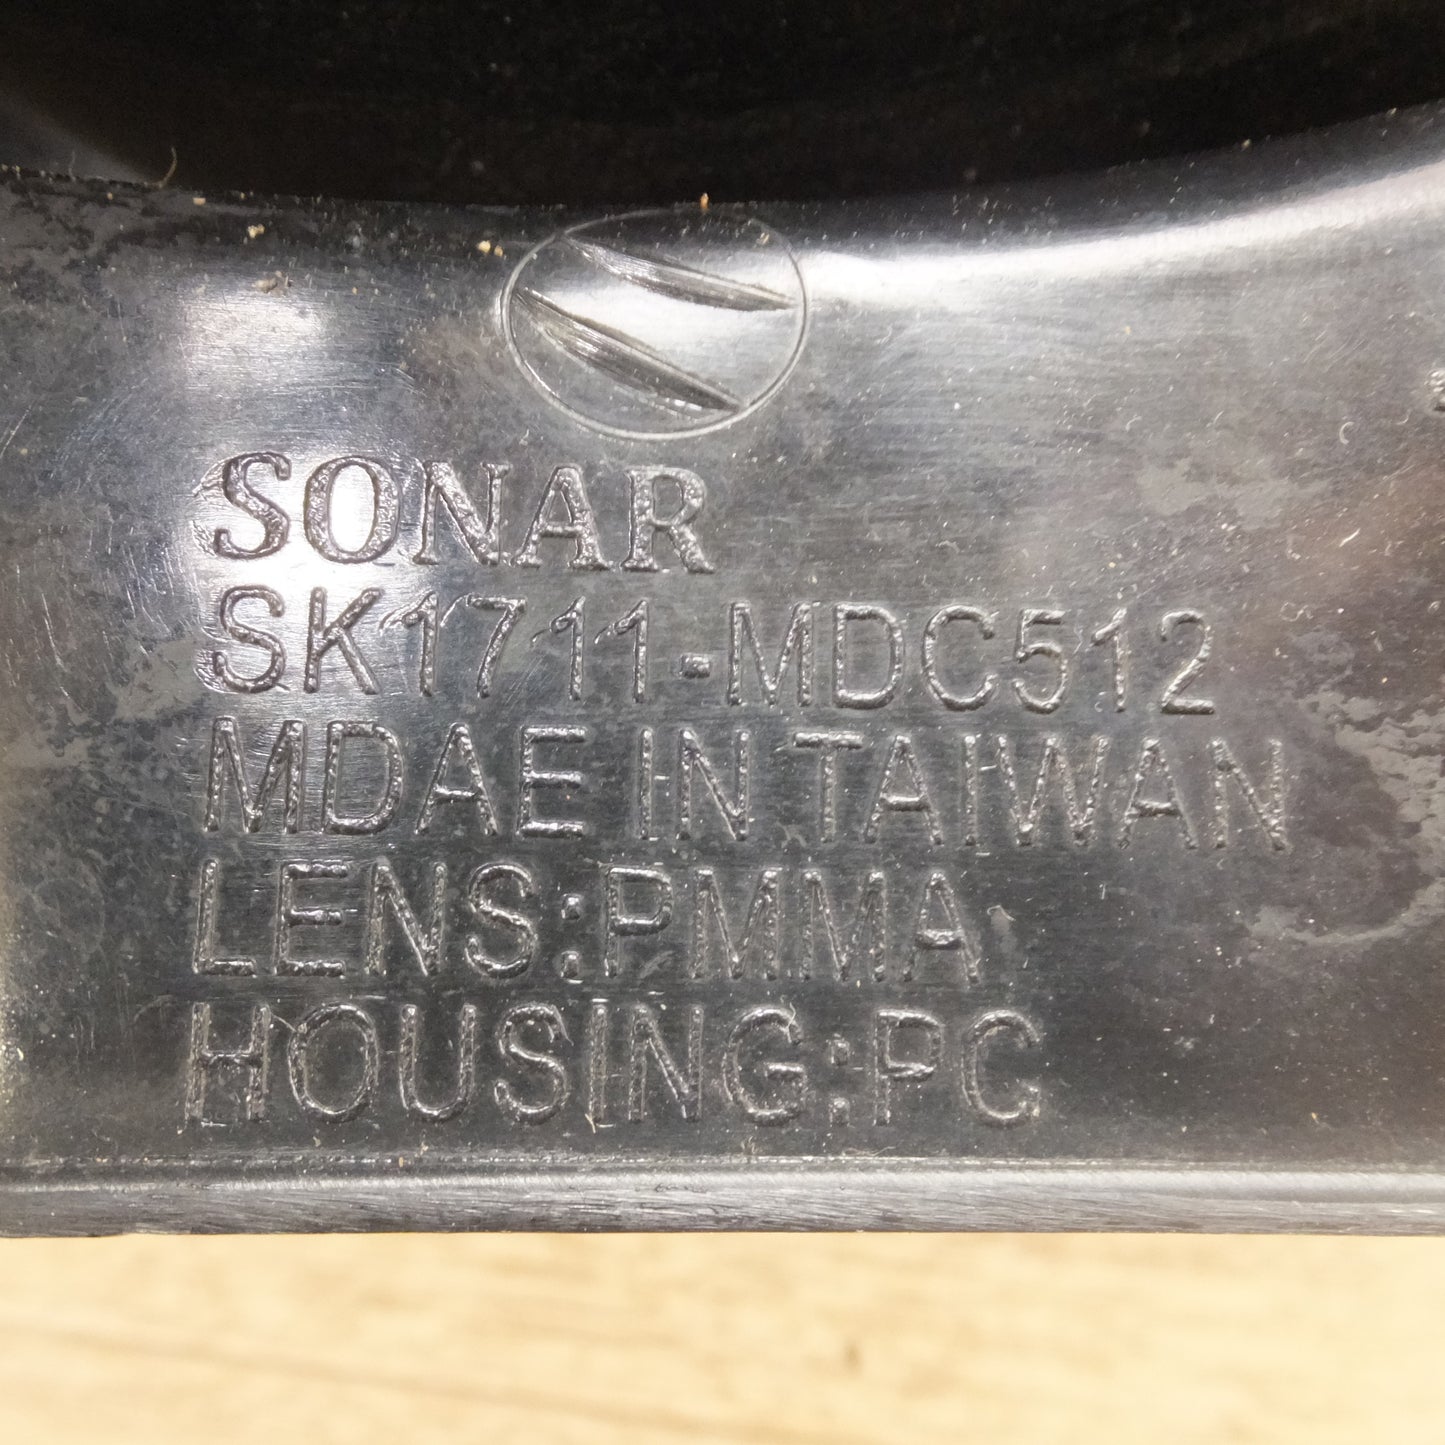 SONAR
SK1711-MDC512
MDAE IN TAIWAN
LENS:PMMA
HOUSING:PC